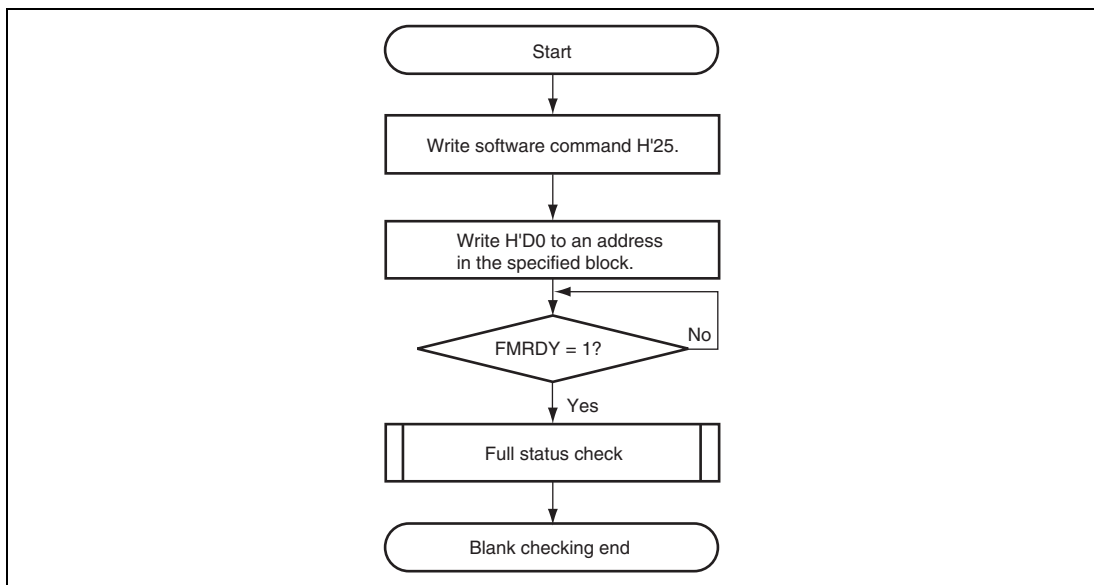 Start
Write software command H'25.
Write H'D0 to an address
in the specified block.
No
FMRDY = 1?
Yes
Full status check
Blank checking end